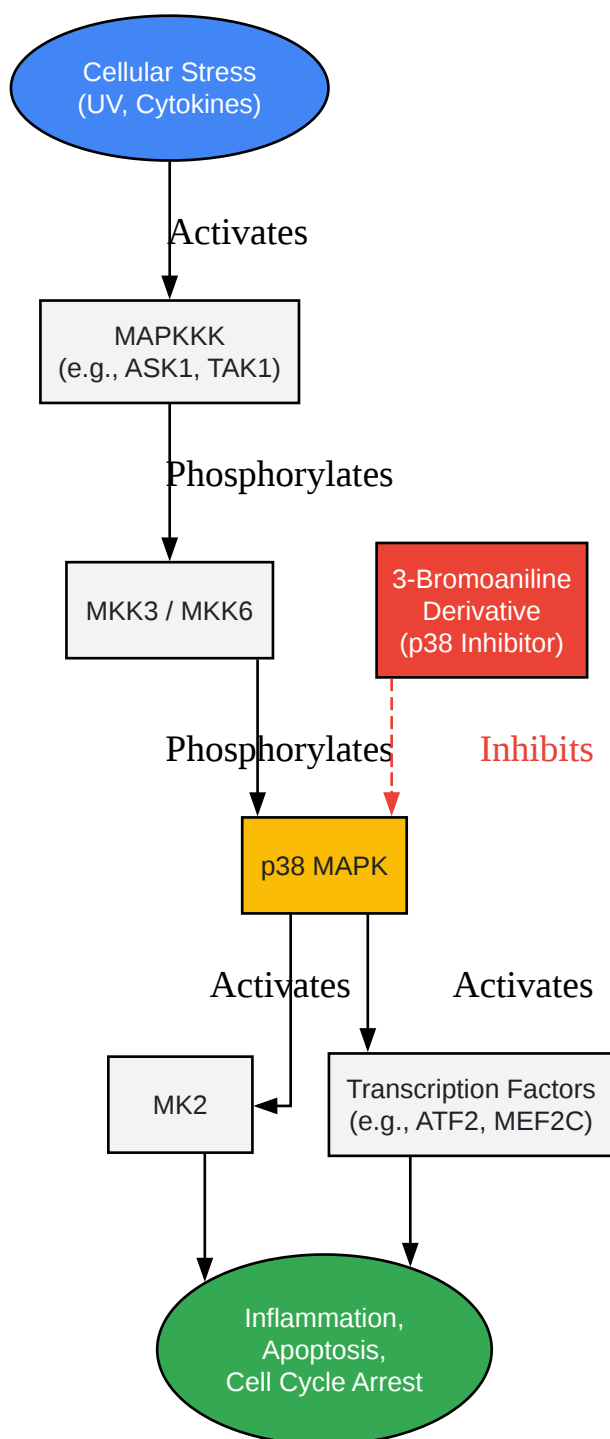 Cellular Stress
(UV, Cytokines)
Activates
MAPKKK
(e.g., ASK1, TAK1)
Phosphorylates
MKK3 / MKK6
3-Bromoaniline
Derivative
(p38 Inhibitor)
Phosphorylates
Inhibits
p38 MAPK
Activates
Activates
MK2
Transcription Factors
(e.g., ATF2, MEF2C)
Inflammation,
Apoptosis,
Cell Cycle Arrest